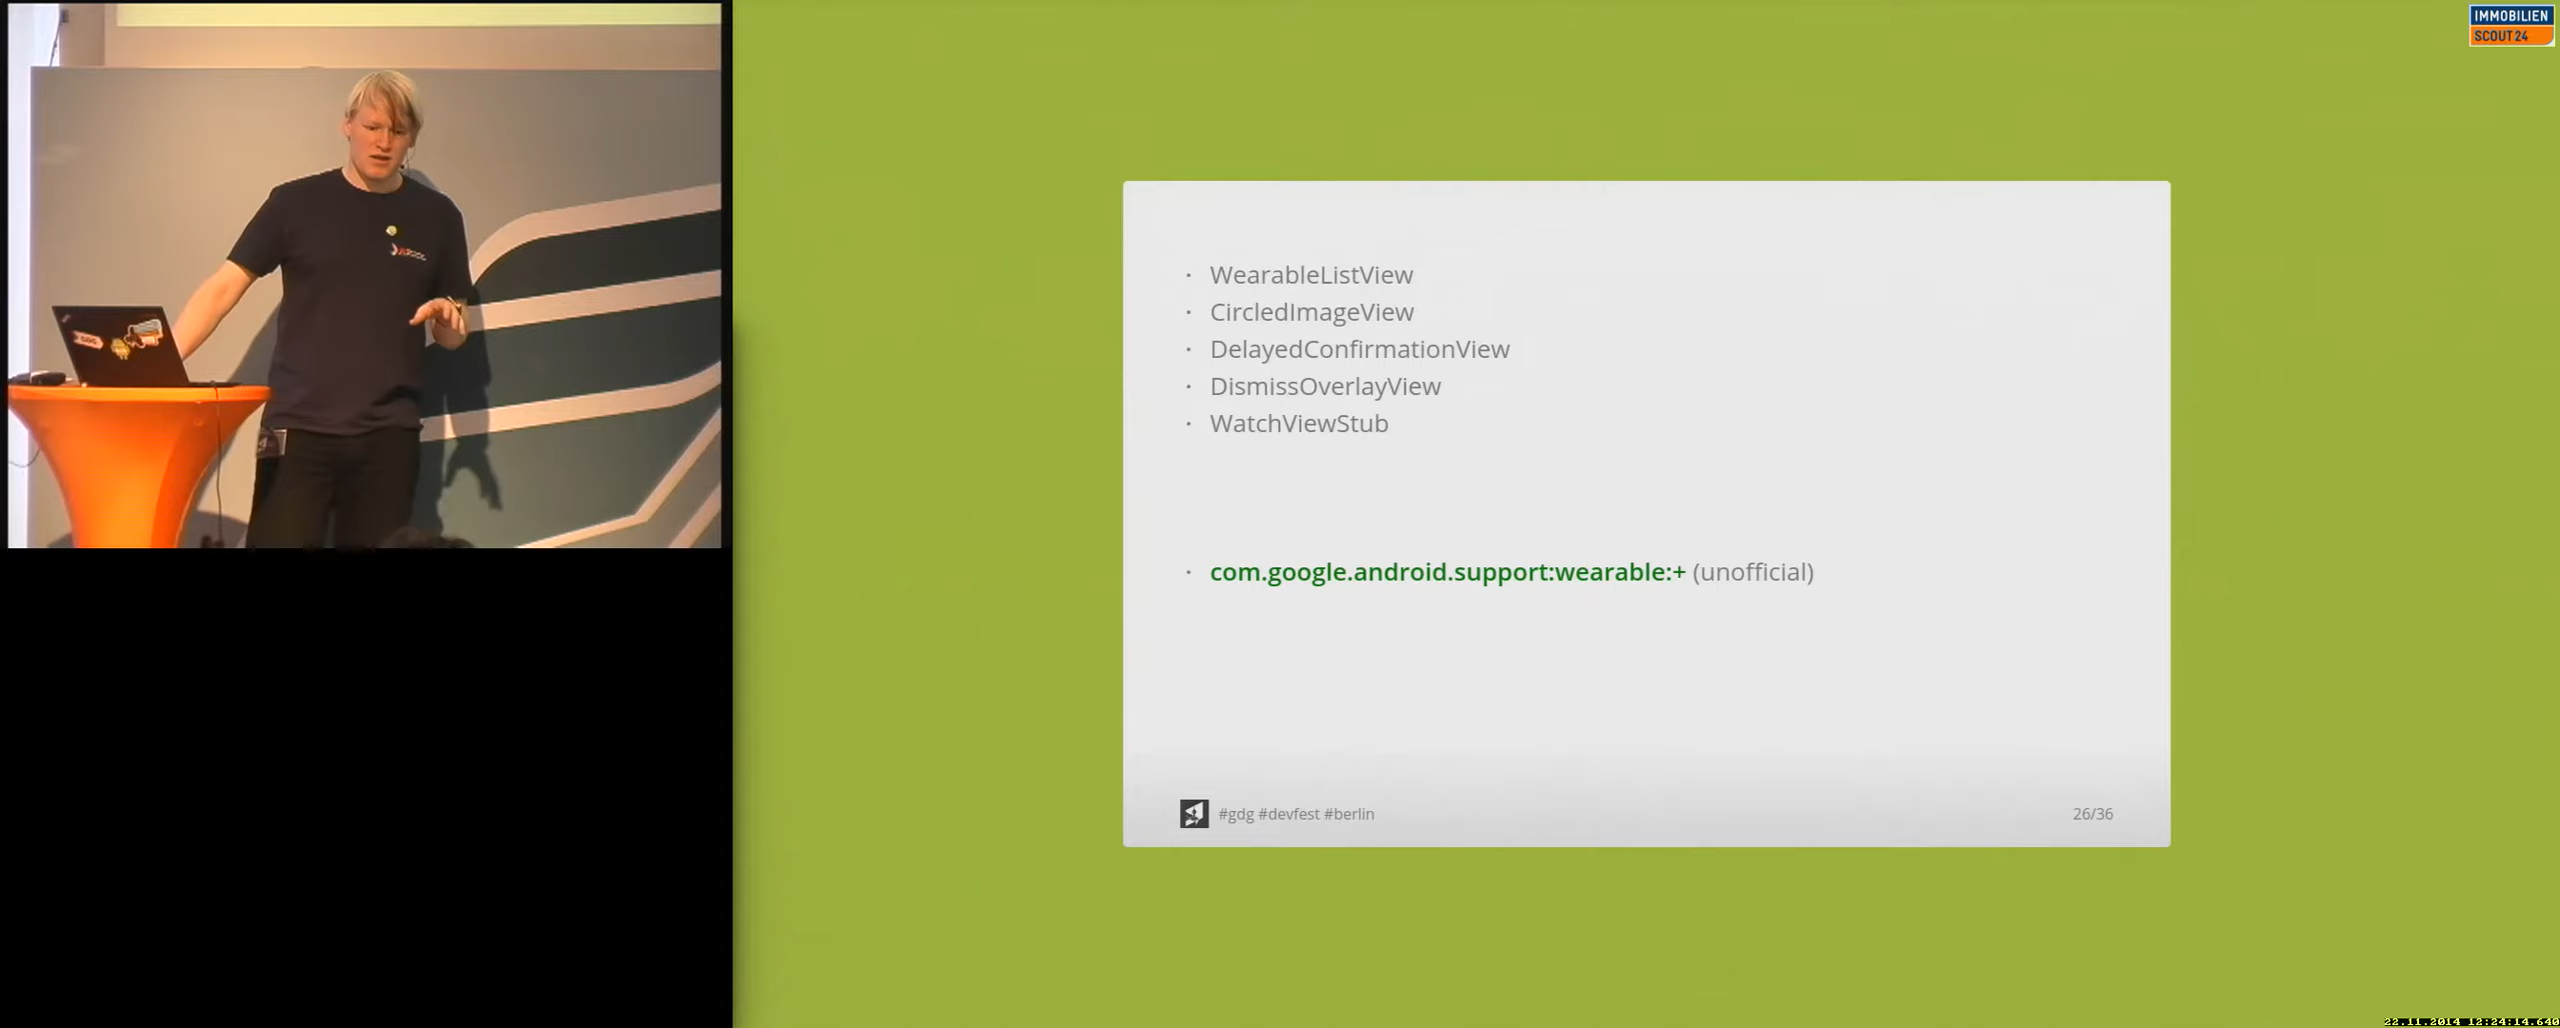 IMMOBILIEN
SCOUT24
· WearableListView
· CircledImageView
· DelayedConfirmationView
· DismissOverlayView
· WatchViewStub
· com.google.android.support:wearable:+ (unofficial)
#gdg #devfest #berlin
26/36
22.11.2014 12:24:14.640